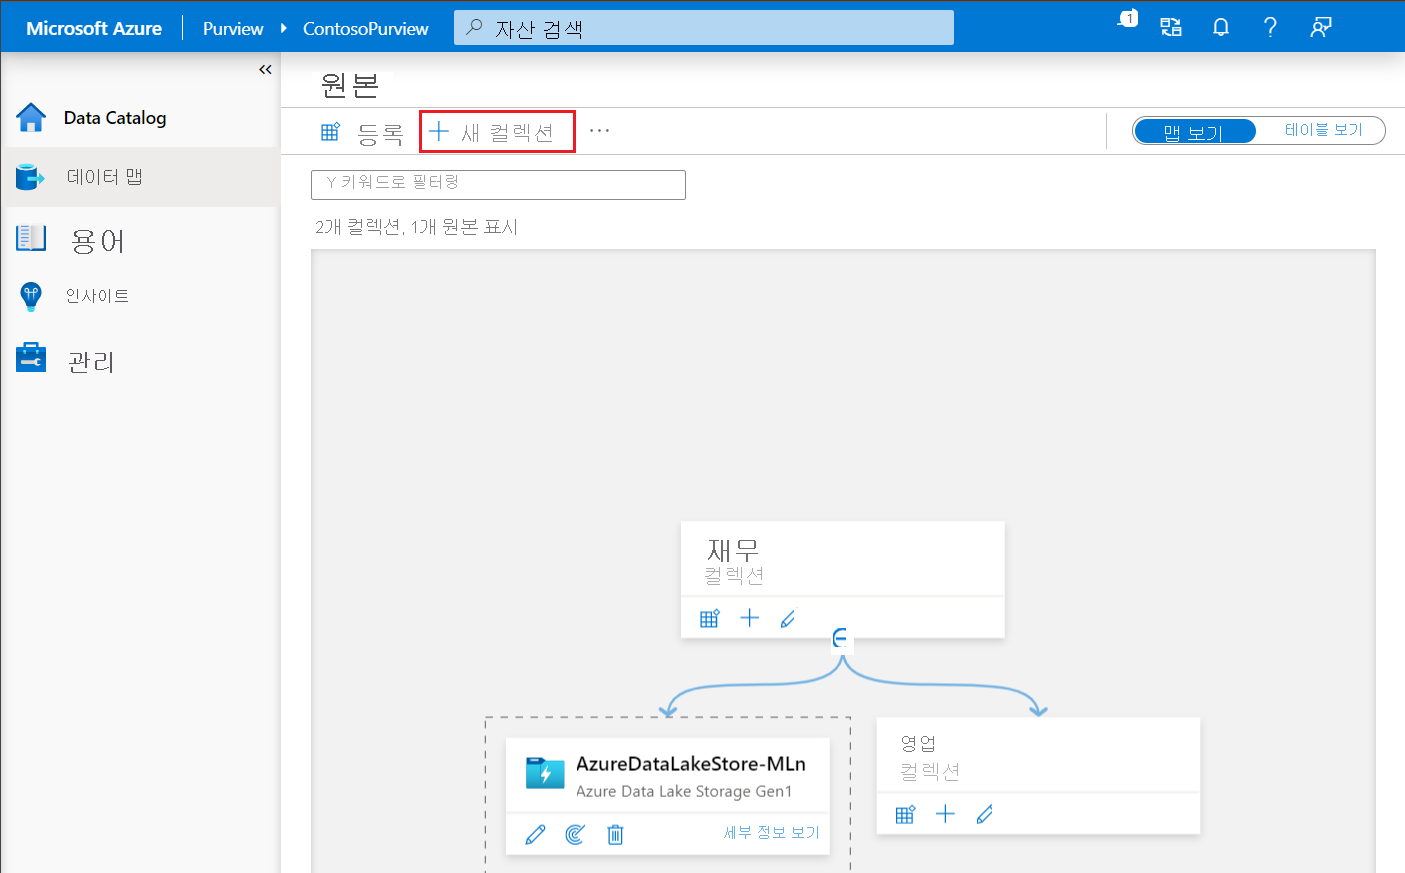 Microsoft Azure
Purview
ContosoPurview
자산 검색
1
Data Catalog
데이터 맵
용어
인사이트
관리
원본
등록
새 컬렉션
맵 보기
테이블 보기
Y 키워드로 필터링
2개 컬렉션, 1개 원본 표시
재무
컬렉션
AzureDataLakeStore-MLn
Azure Data Lake Storage Gen1
세부 정보 보기
영업
컬렉션